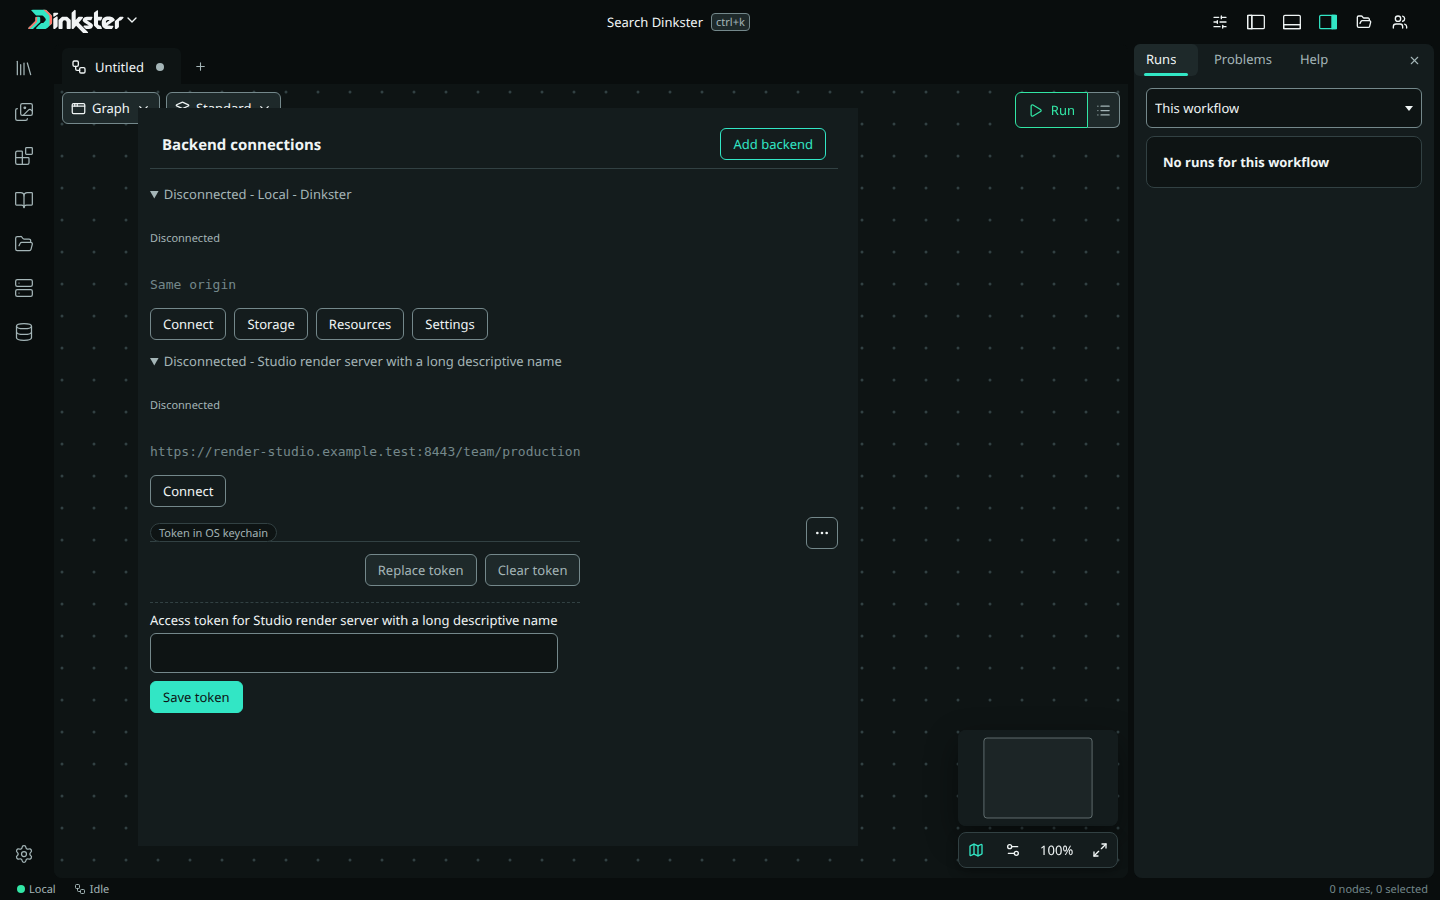 Dinkster
Search Dinkster ctrl+k
Untitled
Graph
Standard
Run
Backend connections
Add backend
Disconnected - Local - Dinkster
Disconnected
Same origin
Connect Storage Resources Settings
Disconnected - Studio render server with a long descriptive name
Disconnected
https://render-studio.example.test:8443/team/production
Connect
Token in OS keychain
Replace token Clear token
Access token for Studio render server with a long descriptive name
Save token
100%
Runs Problems Help
This workflow
No runs for this workflow
Local Idle
0 nodes, 0 selected